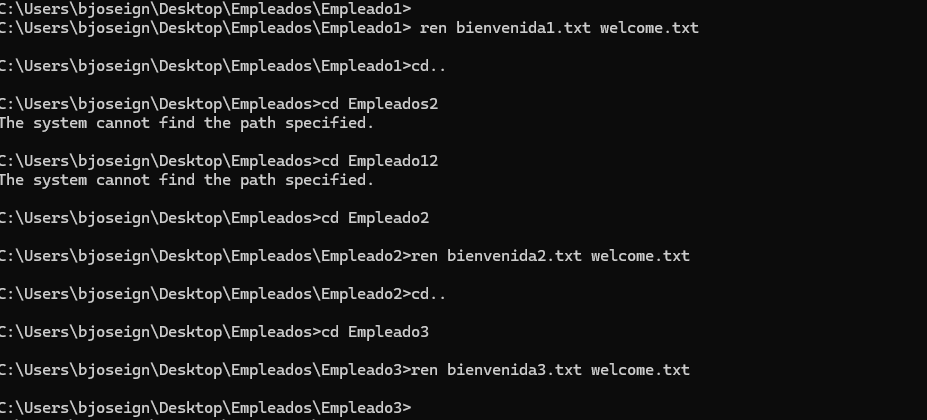 C:\Users\bjoseign\Desktop\Empleados\Empleado1>
C:\Users\bjoseign\Desktop\Empleados\Empleado1> ren bienvenida1.txt welcome.txt
C:\Users\bjoseign\Desktop\Empleados\Empleado1>cd..
C:\Users\bjoseign\Desktop\Empleados>cd Empleados2
The system cannot find the path specified.
C:\Users\bjoseign\Desktop\Empleados>cd Empleado12
The system cannot find the path specified.
C:\Users\bjoseign\Desktop\Empleados>cd Empleado2
C:\Users\bjoseign\Desktop\Empleados\Empleado2>ren bienvenida2.txt welcome.txt
C:\Users\bjoseign\Desktop\Empleados\Empleado2>cd..
C:\Users\bjoseign\Desktop\Empleados>cd Empleado3
C:\Users\bjoseign\Desktop\Empleados\Empleado3>ren bienvenida3.txt welcome.txt
C:\Users\bjoseign\Desktop\Empleados\Empleado3>